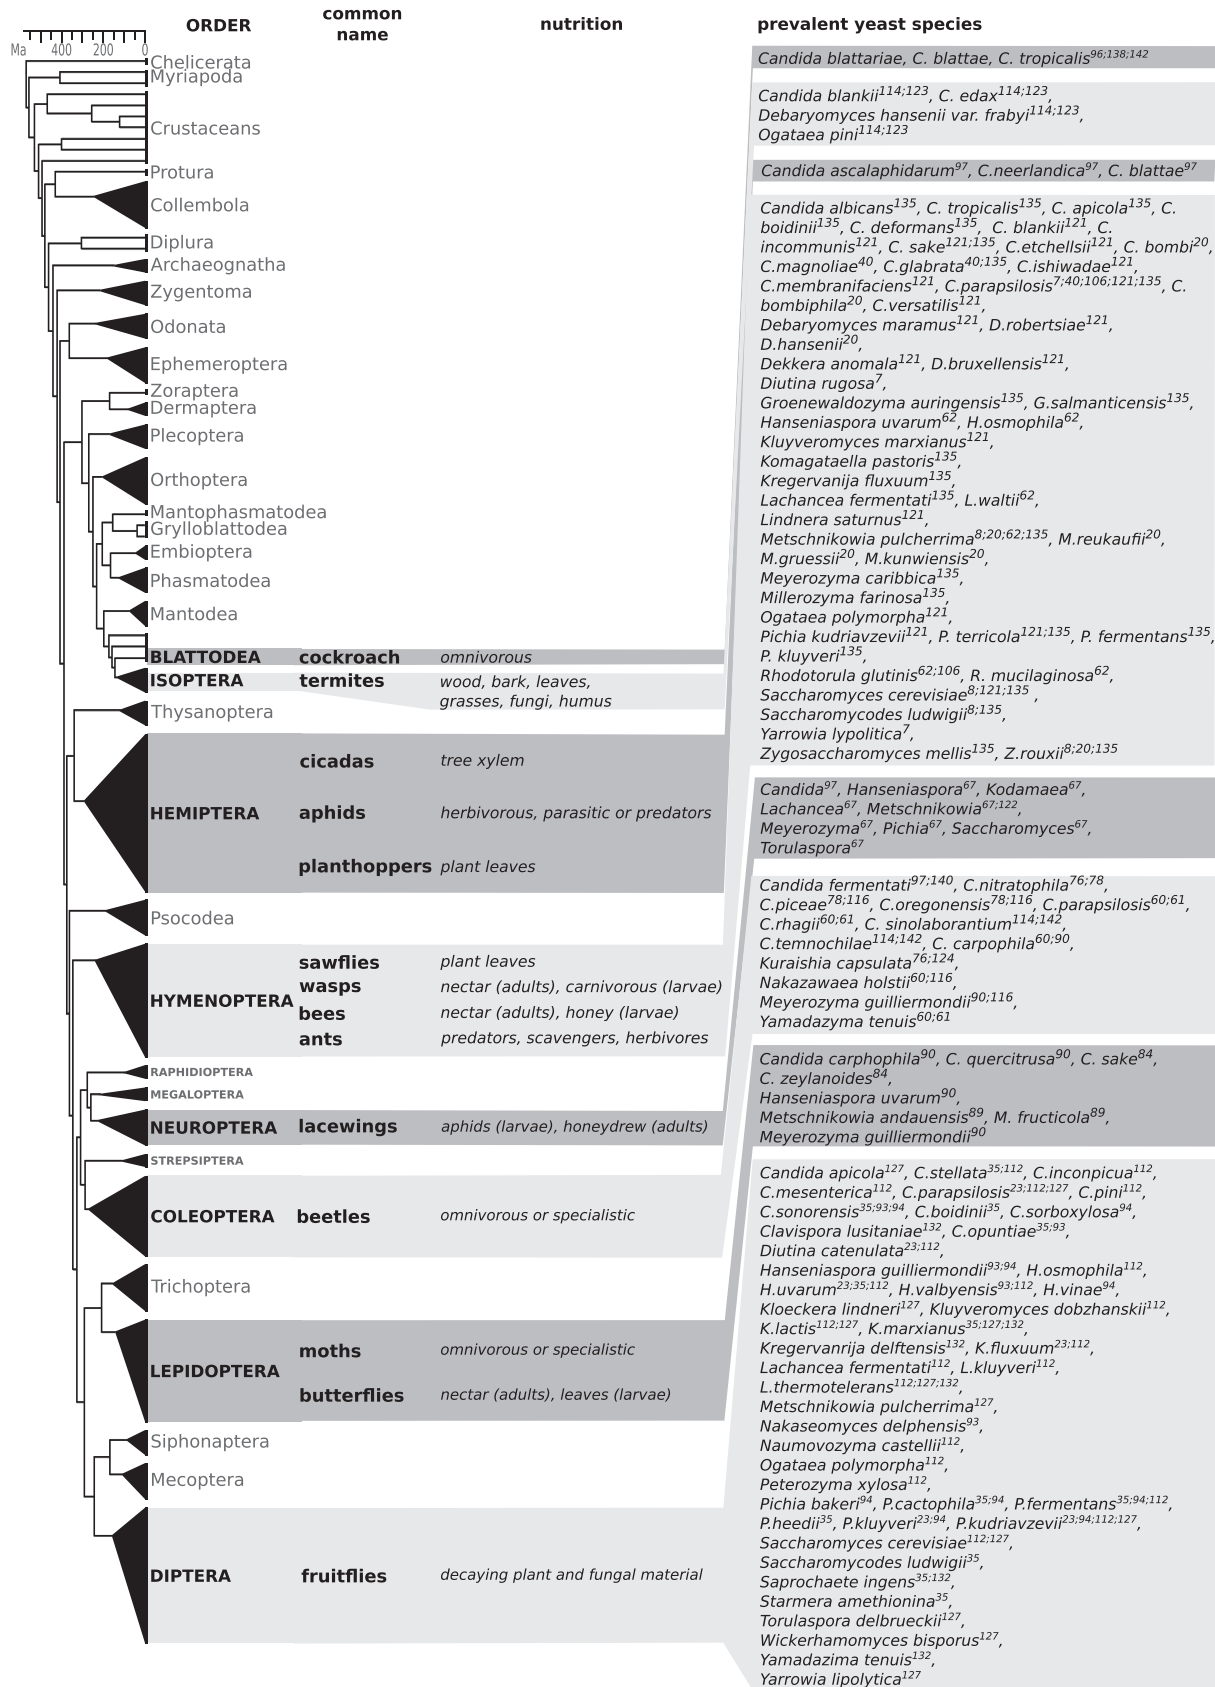 ORDER
common
name
nutrition
prevalent yeast species
Ma 400 200 0
Chelicerata
Myriapoda
Crustaceans
Protura
Collembola
Diplura
Archaeognatha
Zygentoma
Odonata
Ephemeroptera
Zoraptera
Dermaptera
Plecoptera
Orthoptera
Mantophasmatodea
Grylloblattodea
Embioptera
Phasmatodea
Mantodea
BLATTODEA cockroach omnivorous
ISOPTERA termites wood, bark, leaves,
grasses, fungi, humus
Thysanoptera
cicadas tree xylem
HEMIPTERA aphids herbivorous, parasitic or predators
planthoppers plant leaves
Psocodea
sawflies plant leaves
wasps nectar (adults), carnivorous (larvae)
HYMENOPTERA
bees nectar (adults), honey (larvae)
ants predators, scavengers, herbivores
RAPHIDIOPTERA
MEGALOPTERA
NEUROPTERA lacewings aphids (larvae), honeydrew (adults)
STREPSIPTERA
COLEOPTERA beetles omnivorous or specialistic
Trichoptera
moths omnivorous or specialistic
LEPIDOPTERA
butterflies nectar (adults), leaves (larvae)
Siphonaptera
Mecoptera
DIPTERA fruitflies decaying plant and fungal material
Candida blattariae, C. blattae, C. tropicalis96;138;142
Candida blankii114;123, C. edax114;123,
Debaryomyces hansenii var. frabyi114;123,
Ogataea pini114;123
Candida ascalaphidarum97, C.neerlandica97, C. blattae97
Candida albicans135, C. tropicalis135, C. apicola135, C.
boidinii135, C. deformans135, C. blankii121, C.
incommunis121, C. sake121;135, C.etchellsii121, C. bombi20,
C.magnoliae40, C.glabrata40;135, C.ishiwadae121,
C.membranifaciens121, C.parapsilosis7;40;106;121;135, C.
bombiphila20, C.versatilis121,
Debaryomyces maramus121, D.robertsiae121,
D.hansenii20,
Dekkera anomala121, D.bruxellensis121,
Diutina rugosa7,
Groenewaldozyma auringensis135, G.salmanticensis135,
Hanseniaspora uvarum62, H.osmophila62,
Kluyveromyces marxianus121,
Komagataella pastoris135,
Kregervanija fluxuum135,
Lachancea fermentati135, L.waltii62,
Lindnera saturnus121,
Metschnikowia pulcherrima8;20;62;135, M.reukaufii20,
M.gruessii20, M.kunwiensis20,
Meyerozyma caribbica135,
Millerozyma farinosa135,
Ogataea polymorpha121,
Pichia kudriavzevii121, P. terricola121;135, P. fermentans135,
P. kluyveri135,
Rhodotorula glutinis62;106, R. mucilaginosa62,
Saccharomyces cerevisiae8;121;135 ,
Saccharomycodes ludwigii8;135,
Yarrowia lypolitica7,
Zygosaccharomyces mellis135, Z.rouxii8;20;135
Candida97, Hanseniaspora67, Kodamaea67,
Lachancea67, Metschnikowia67;122,
Meyerozyma67, Pichia67, Saccharomyces67,
Torulaspora67
Candida fermentati97;140, C.nitratophila76;78,
C.piceae78;116, C.oregonensis78;116, C.parapsilosis60;61,
C.rhagii60;61, C. sinolaborantium114;142,
C.temnochilae114;142, C. carpophila60;90,
Kuraishia capsulata76;124,
Nakazawaea holstii60;116,
Meyerozyma guilliermondii90;116,
Yamadazyma tenuis60;61
Candida carphophila90, C. quercitrusa90, C. sake84,
C. zeylanoides84,
Hanseniaspora uvarum90,
Metschnikowia andauensis89, M. fructicola89,
Meyerozyma guilliermondii90
Candida apicola127, C.stellata35;112, C.inconpicua112,
C.mesenterica112, C.parapsilosis23;112;127, C.pini112,
C.sonorensis35;93;94, C.boidinii35, C.sorboxylosa94,
Clavispora lusitaniae132, C.opuntiae35;93,
Diutina catenulata23;112,
Hanseniaspora guilliermondii93;94, H.osmophila112,
H.uvarum23;35;112, H.valbyensis93;112, H.vinae94,
Kloeckera lindneri127, Kluyveromyces dobzhanskii112,
K.lactis112;127, K.marxianus35;127;132,
Kregervanrija delftensis132, K.fluxuum23;112,
Lachancea fermentati112, L.kluyveri112,
L.thermotelerans112;127;132,
Metschnikowia pulcherrima127,
Nakaseomyces delphensis93,
Naumovozyma castellii112,
Ogataea polymorpha112,
Peterozyma xylosa112,
Pichia bakeri94, P.cactophila35;94, P.fermentans35;94;112,
P.heedii35, P.kluyveri23;94, P.kudriavzevii23;94;112;127,
Saccharomyces cerevisiae112;127,
Saccharomycodes ludwigii35,
Saprochaete ingens35;132,
Starmera amethionina35,
Torulaspora delbrueckii127,
Wickerhamomyces bisporus127,
Yamadazima tenuis132,
Yarrowia lipolytica127